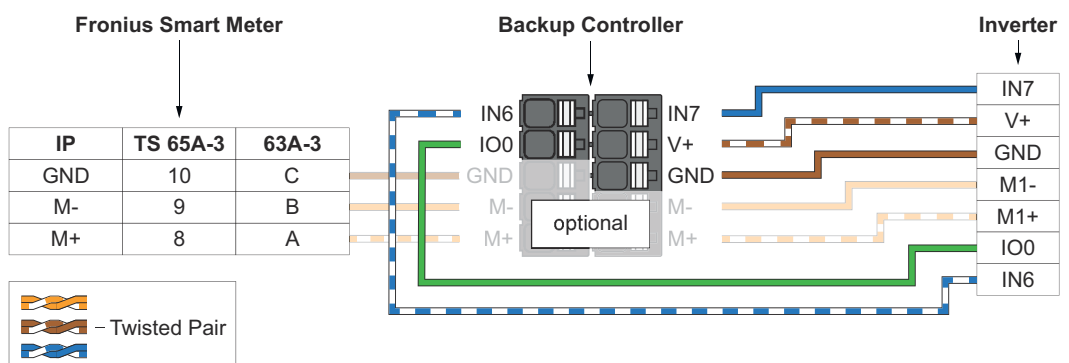 Fronius Smart Meter
Backup Controller
Inverter
IP TS 65A-3 63A-3
GND 10 C
M- 9 B
M+ 8 A
IN6 IN7
IO0 V+
GND GND
M- M-
M+ M+
optional
IN7
V+
GND
M1-
M1+
IO0
IN6
Twisted Pair